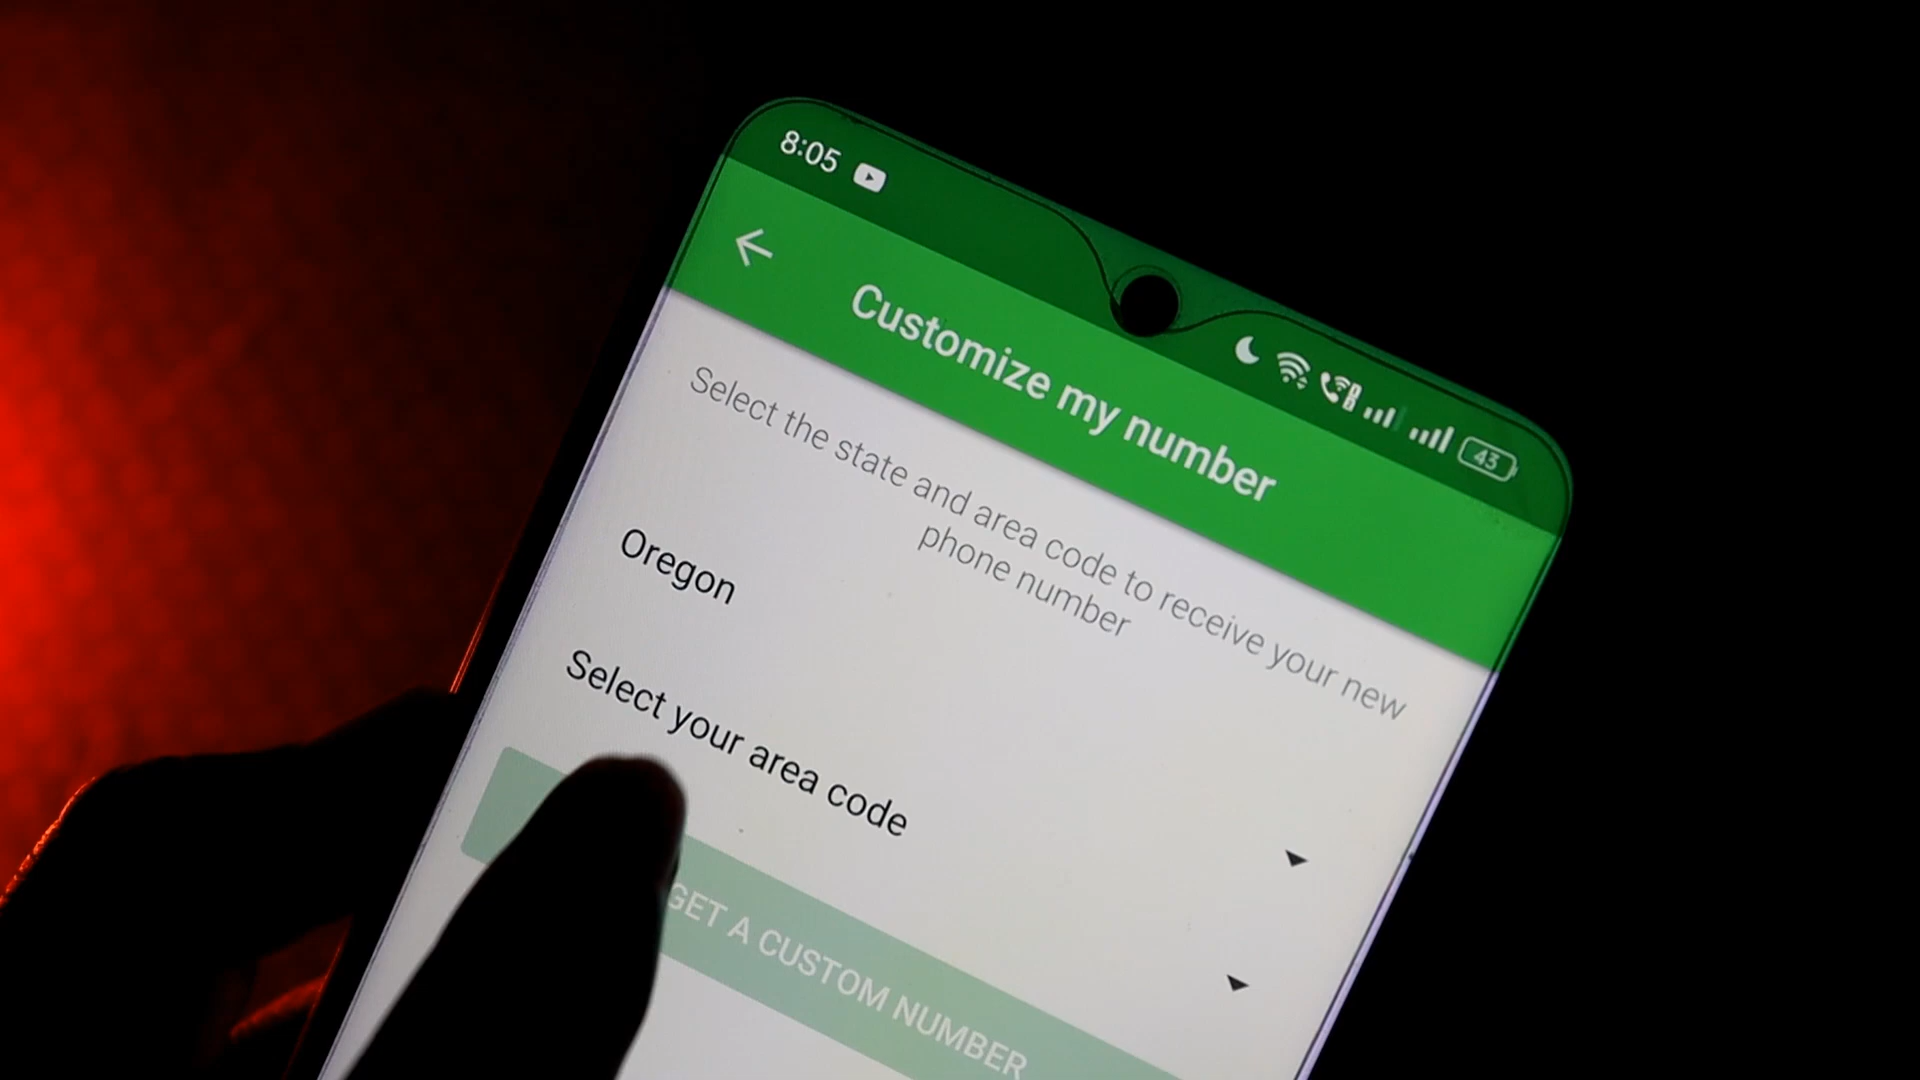 8:05
43
Customize my number
Select the state and area code to receive your new
phone number
Oregon
Select your area code
GET A CUSTOM NUMBER